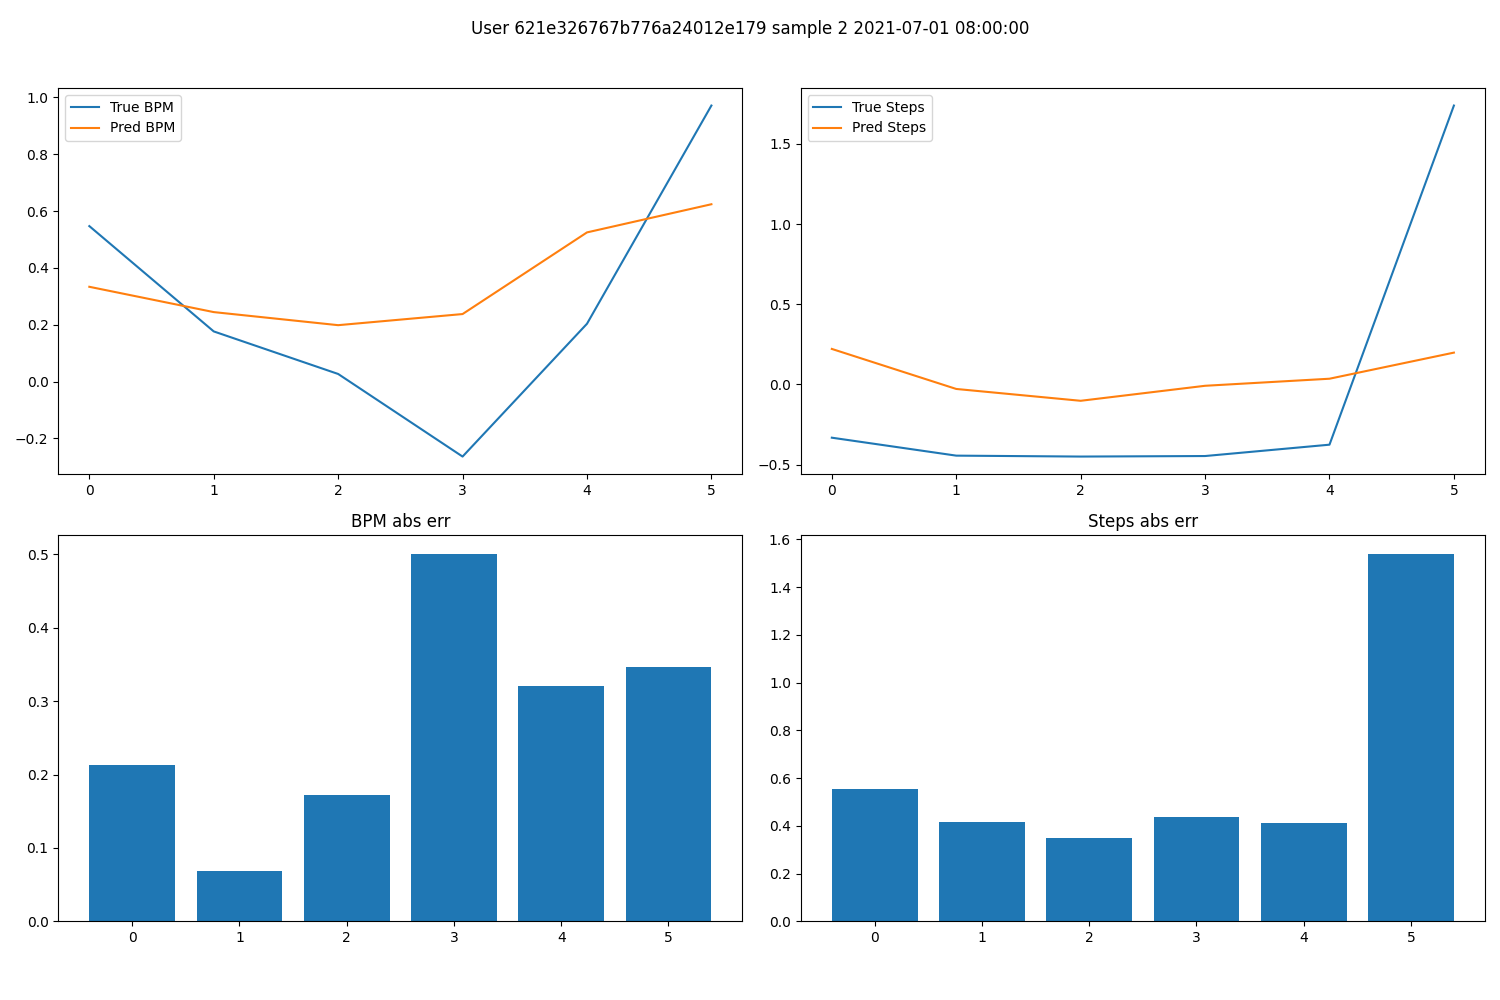 User 621e326767b776a24012e179 sample 2 2021-07-01 08:00:00
True BPM
Pred BPM
1.0
0.8
0.6
0.4
0.2
0.0
−0.2
0 1 2 3 4 5
True Steps
Pred Steps
1.5
1.0
0.5
0.0
−0.5
0 1 2 3 4 5
BPM abs err
0.5
0.4
0.3
0.2
0.1
0.0
0 1 2 3 4 5
Steps abs err
1.6
1.4
1.2
1.0
0.8
0.6
0.4
0.2
0.0
0 1 2 3 4 5